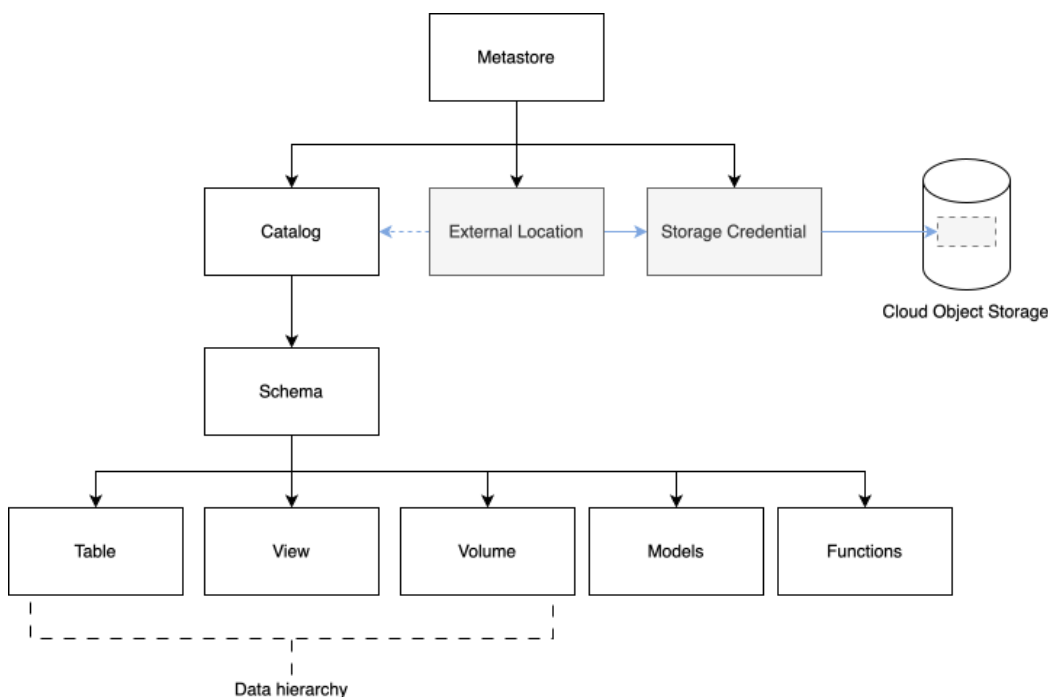 Metastore
Catalog
External Location
Storage Credential
Cloud Object Storage
Schema
Table
View
Volume
Models
Functions
Data hierarchy